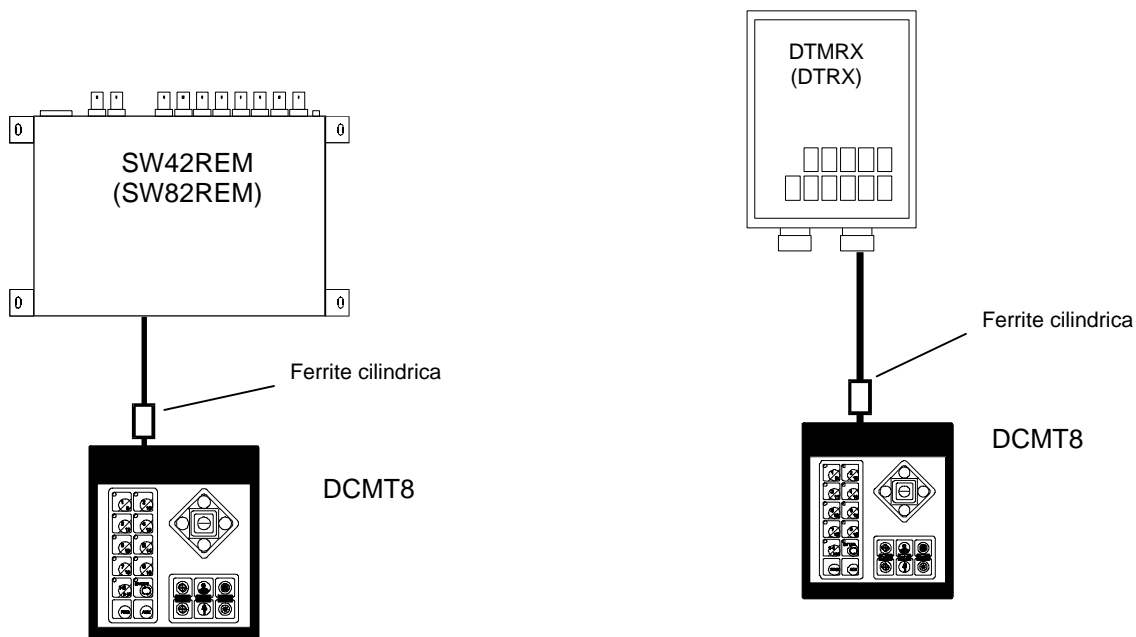 SW42REM
(SW82REM)
Ferrite cilindrica
DCMT8
DTMRX
(DTRX)
Ferrite cilindrica
DCMT8